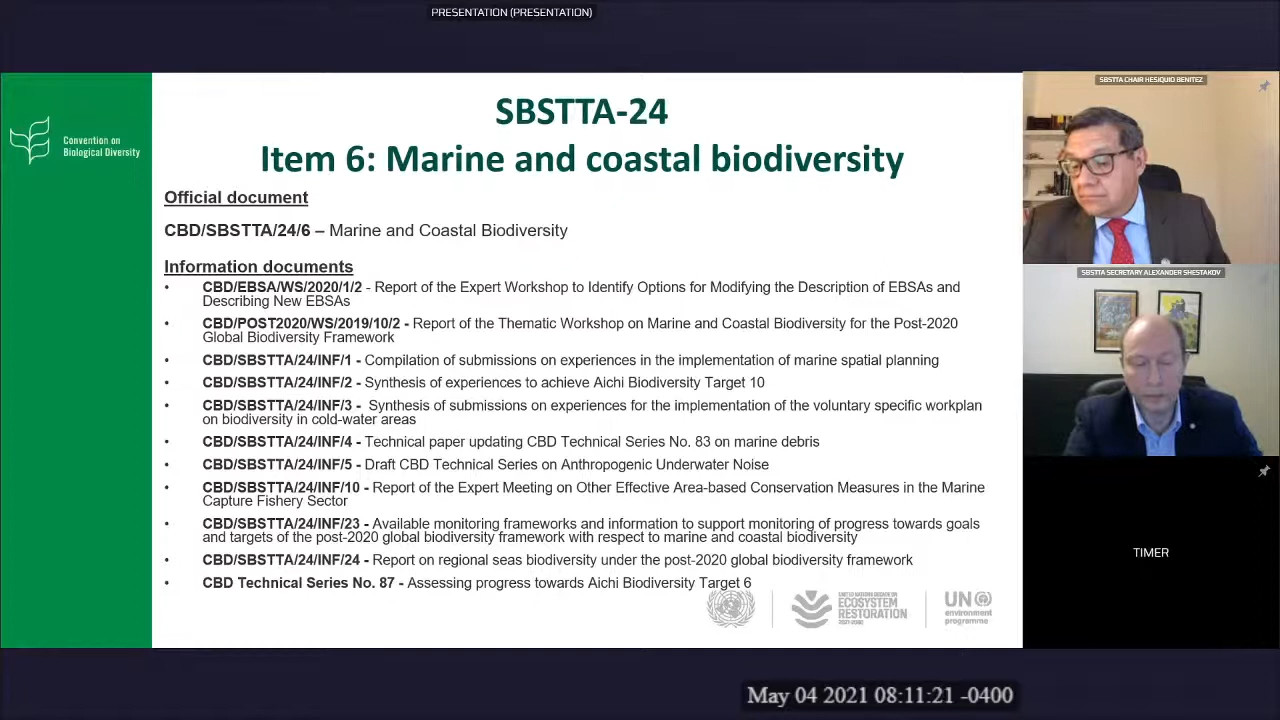 PRESENTATION (PRESENTATION)
Convention on
Biological Diversity
SBSTTA-24
Item 6: Marine and coastal biodiversity
Official document
CBD/SBSTTA/24/6 – Marine and Coastal Biodiversity
Information documents
• CBD/EBSA/WS/2020/1/2 - Report of the Expert Workshop to Identify Options for Modifying the Description of EBSAs and
Describing New EBSAs
• CBD/POST2020/WS/2019/10/2 - Report of the Thematic Workshop on Marine and Coastal Biodiversity for the Post-2020
Global Biodiversity Framework
• CBD/SBSTTA/24/INF/1 - Compilation of submissions on experiences in the implementation of marine spatial planning
• CBD/SBSTTA/24/INF/2 - Synthesis of experiences to achieve Aichi Biodiversity Target 10
• CBD/SBSTTA/24/INF/3 - Synthesis of submissions on experiences for the implementation of the voluntary specific workplan
on biodiversity in cold-water areas
• CBD/SBSTTA/24/INF/4 - Technical paper updating CBD Technical Series No. 83 on marine debris
• CBD/SBSTTA/24/INF/5 - Draft CBD Technical Series on Anthropogenic Underwater Noise
• CBD/SBSTTA/24/INF/10 - Report of the Expert Meeting on Other Effective Area-based Conservation Measures in the Marine
Capture Fishery Sector
• CBD/SBSTTA/24/INF/23 - Available monitoring frameworks and information to support monitoring of progress towards goals
and targets of the post-2020 global biodiversity framework with respect to marine and coastal biodiversity
• CBD/SBSTTA/24/INF/24 - Report on regional seas biodiversity under the post-2020 global biodiversity framework
• CBD Technical Series No. 87 - Assessing progress towards Aichi Biodiversity Target 6
UNITED NATIONS DECADE ON
ECOSYSTEM
RESTORATION
2021-2030
UN
environment
programme
SBSTTA CHAIR HESIQUIO BENITEZ
SBSTTA SECRETARY ALEXANDER SHESTAKOV
TIMER
May 04 2021 08:11:21 -0400